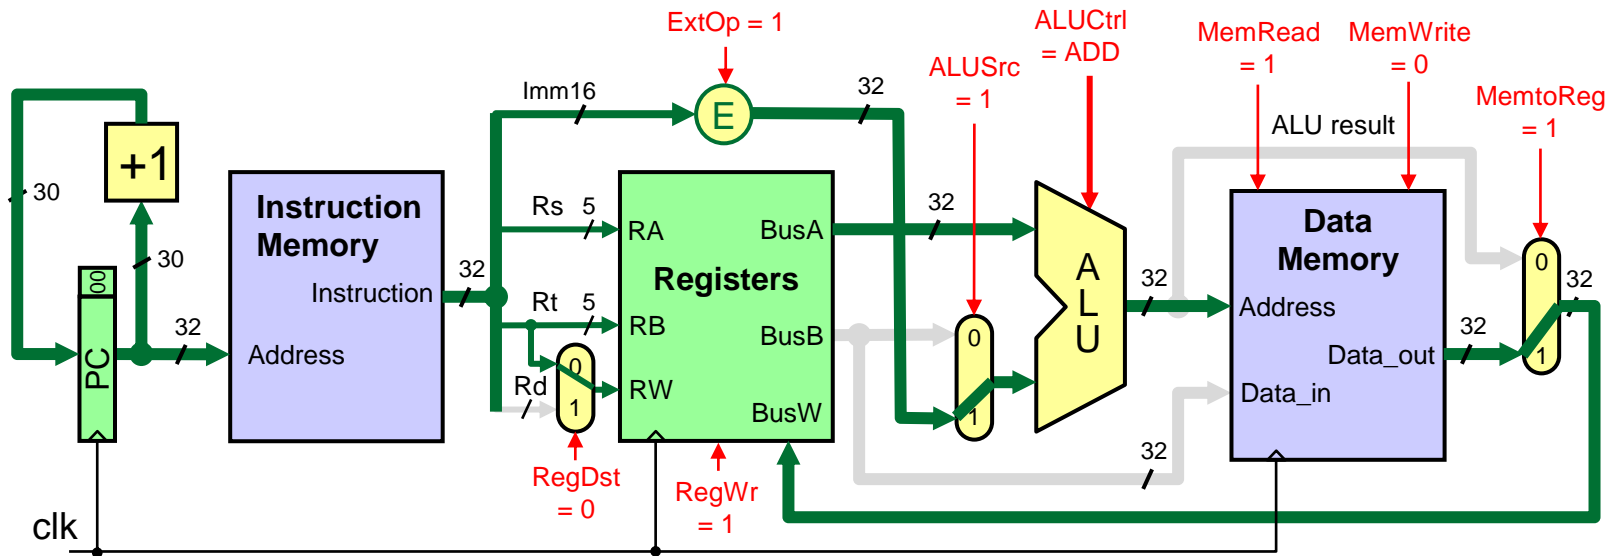 ExtOp = 1
ALUCtrl
= ADD
MemRead
= 1
MemWrite
= 0
ALUSrc
= 1
MemtoReg
= 1
Imm16
32
E
ALU result
+1
30
Instruction
Memory
Instruction
Address
30
32
32
00
PC
Rs
5
Rt
5
Rd
0
1
RA
RB
RW
Registers
BusA
BusB
BusW
32
0
1
A
L
U
32
Data
Memory
Address
Data_out
Data_in
32
32
0
1
32
RegDst
= 0
RegWr
= 1
clk